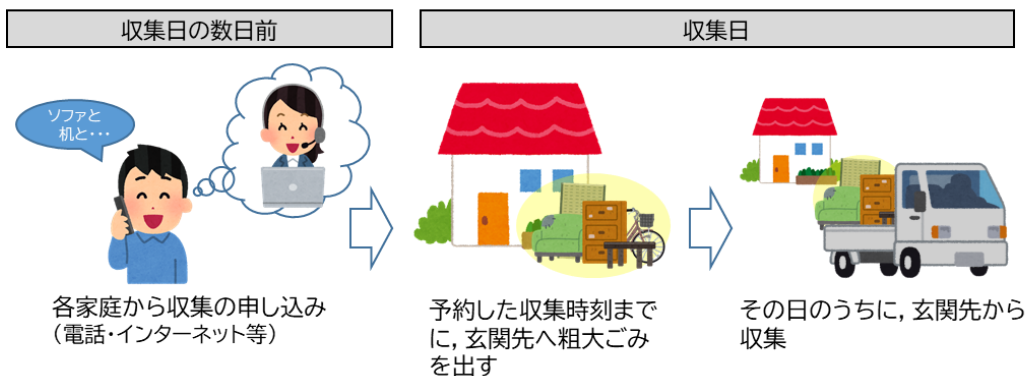 収集日の数日前
収集日
ソファと
机と・・・
各家庭から収集の申し込み
（電話・インターネット等）
予約した収集時刻まで
に，玄関先へ粗大ごみ
を出す
その日のうちに，玄関先から
収集